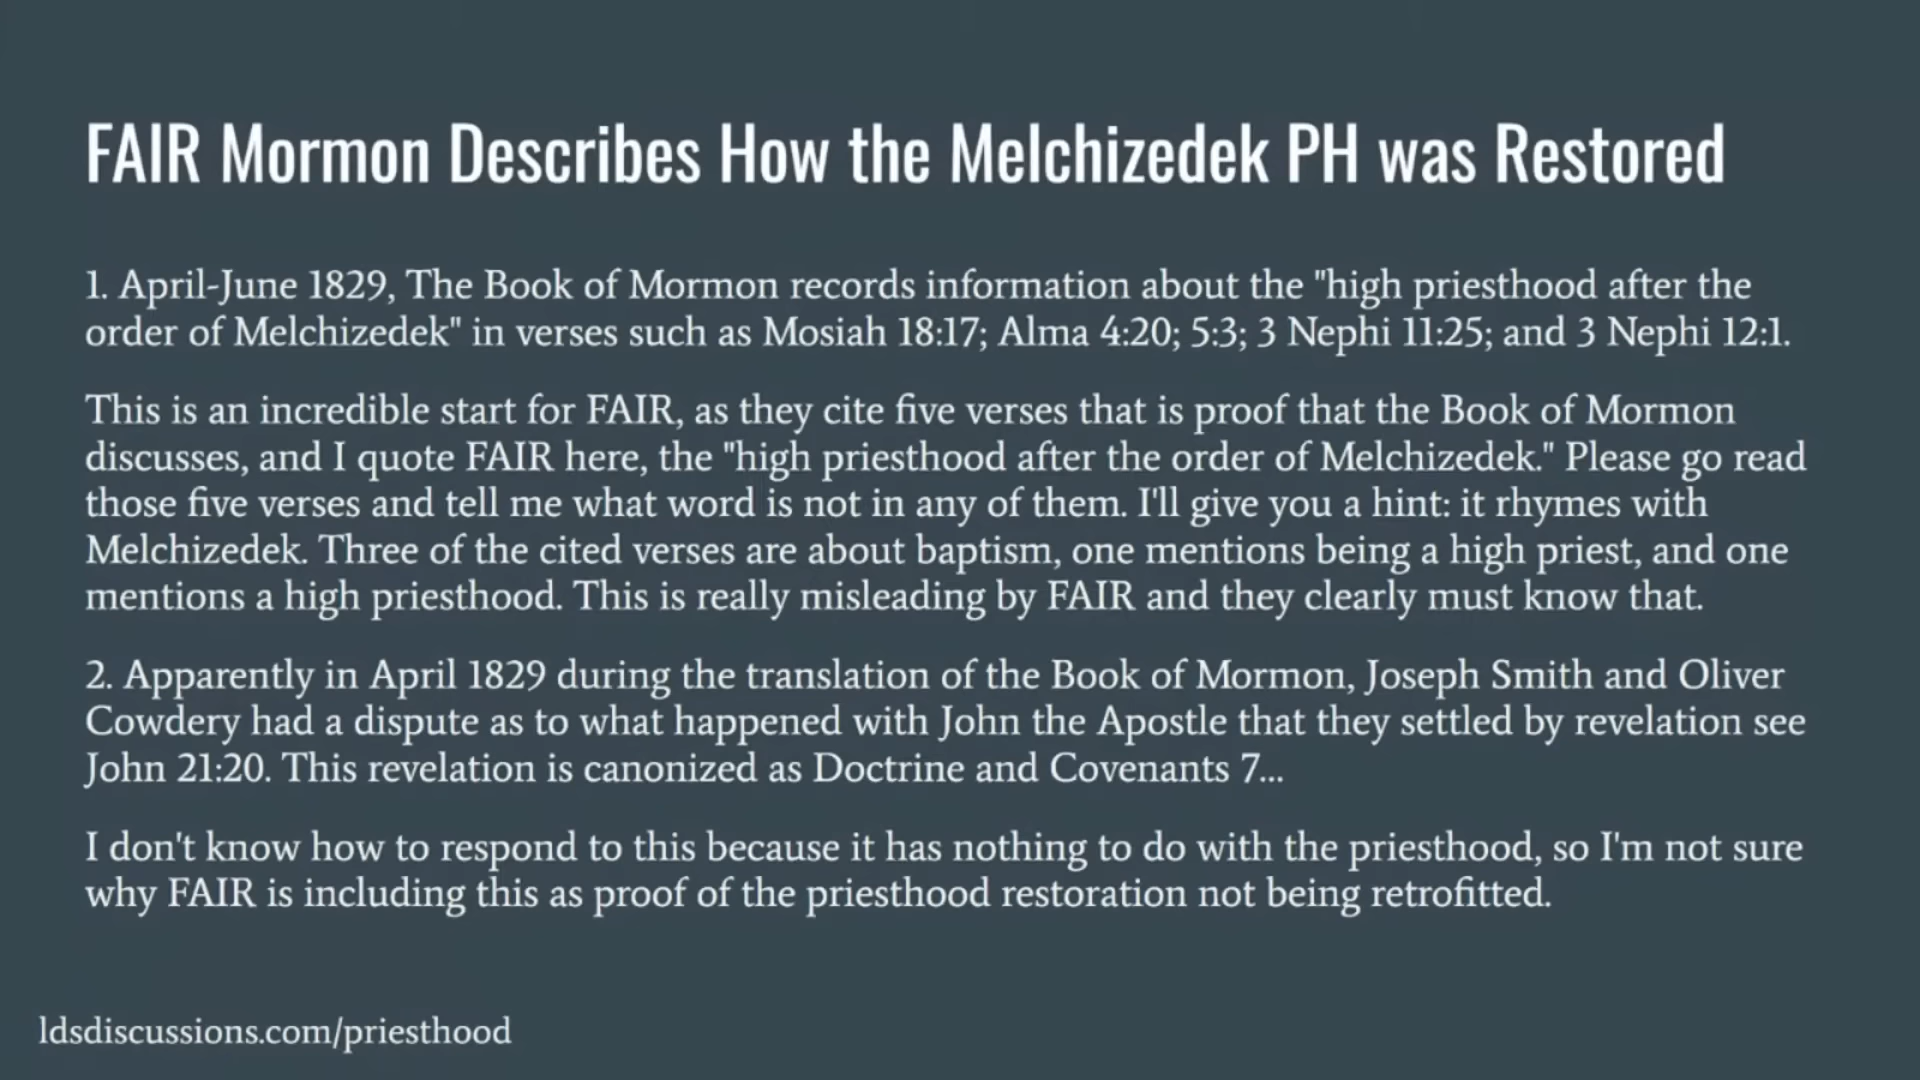 FAIR Mormon Describes How the Melchizedek PH was Restored
1. April-June 1829, The Book of Mormon records information about the "high priesthood after the
order of Melchizedek" in verses such as Mosiah 18:17; Alma 4:20; 5:3; 3 Nephi 11:25; and 3 Nephi 12:1.
This is an incredible start for FAIR, as they cite five verses that is proof that the Book of Mormon
discusses, and I quote FAIR here, the "high priesthood after the order of Melchizedek." Please go read
those five verses and tell me what word is not in any of them. I'll give you a hint: it rhymes with
Melchizedek. Three of the cited verses are about baptism, one mentions being a high priest, and one
mentions a high priesthood. This is really misleading by FAIR and they clearly must know that.
2. Apparently in April 1829 during the translation of the Book of Mormon, Joseph Smith and Oliver
Cowdery had a dispute as to what happened with John the Apostle that they settled by revelation see
John 21:20. This revelation is canonized as Doctrine and Covenants 7...
I don't know how to respond to this because it has nothing to do with the priesthood, so I'm not sure
why FAIR is including this as proof of the priesthood restoration not being retrofitted.
ldsdiscussions.com/priesthood